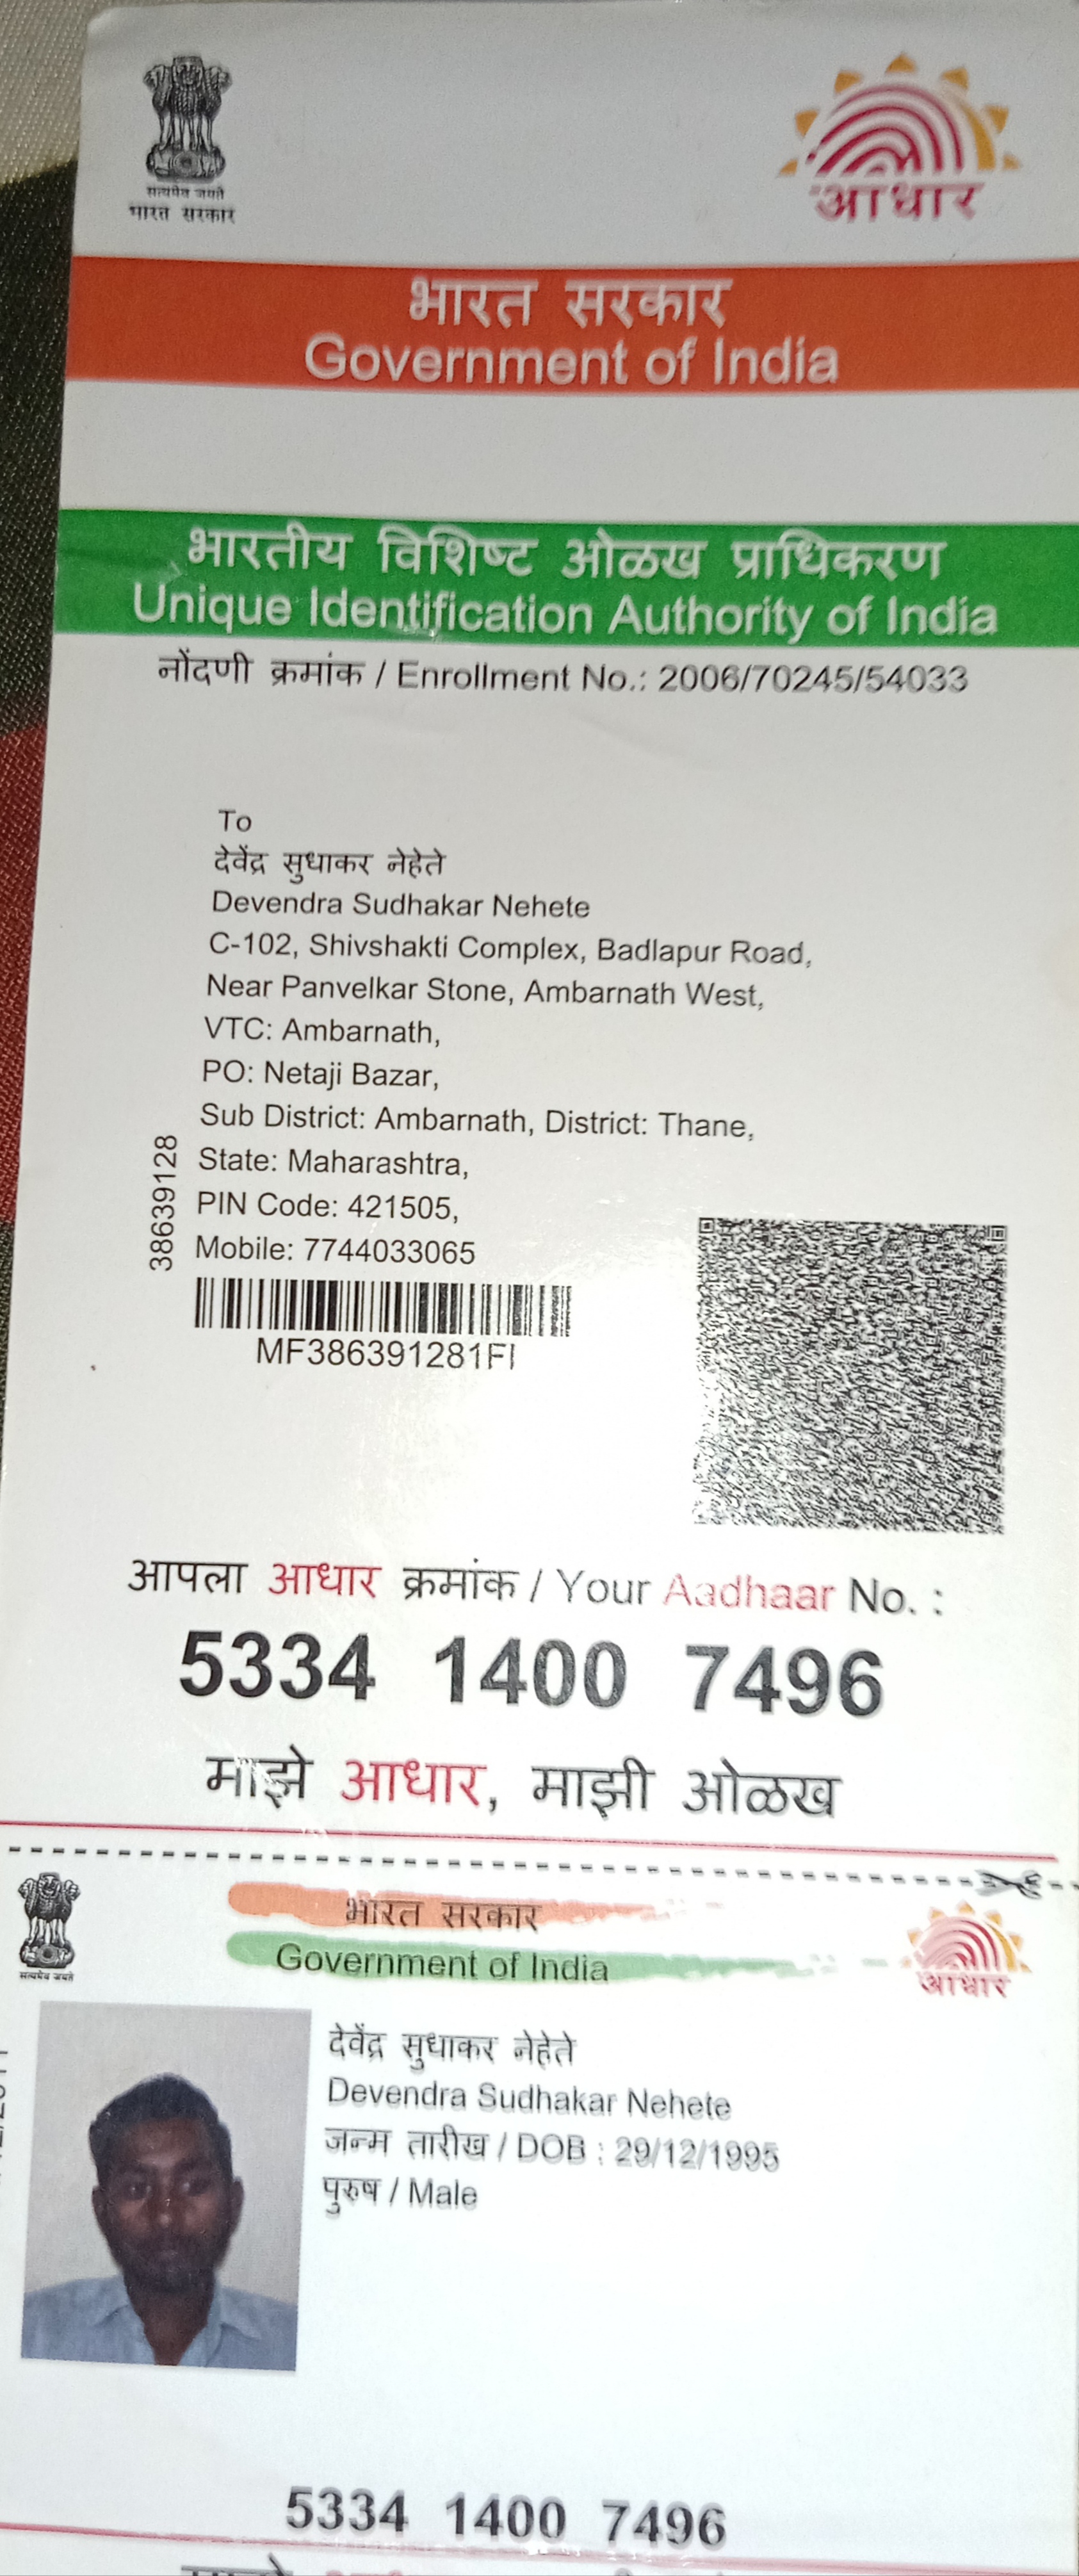 सत्यमेव जयते
भारत सरकार
आधार
भारत सरकार
Government of India
भारतीय विशिष्ट ओळख प्राधिकरण
Unique Identification Authority of India
नोंदणी क्रमांक / Enrollment No.: 2006/70245/54033
To
देवेंद्र सुधाकर नेहेते
Devendra Sudhakar Nehete
C-102, Shivshakti Complex, Badlapur Road,
Near Panvelkar Stone, Ambarnath West,
VTC: Ambarnath,
PO: Netaji Bazar,
Sub District: Ambarnath, District: Thane,
State: Maharashtra,
PIN Code: 421505,
Mobile: 7744033065
38639128
MF386391281FI
आपला आधार क्रमांक / Your Aadhaar No. :
5334 1400 7496
माझे आधार, माझी ओळख
सत्यमेव जयते
भारत सरकार
Government of India
आधार
देवेंद्र सुधाकर नेहेते
Devendra Sudhakar Nehete
जन्म तारीख / DOB : 29/12/1995
पुरुष / Male
5334 1400 7496